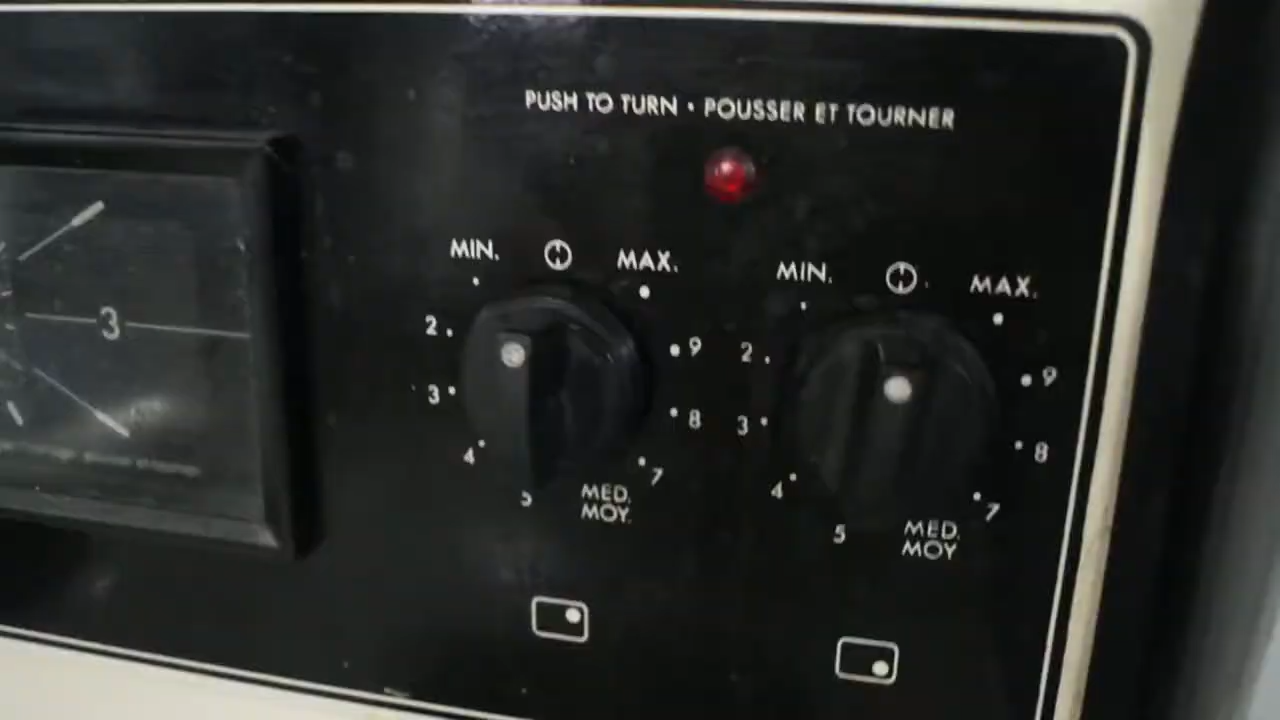 PUSH TO TURN • POUSSER ET TOURNER
MIN. MAX.
2 9
3 8
4 7
5 MED.
MOY.
MIN. MAX.
2 9
3 8
4 7
5 MED.
MOY
3